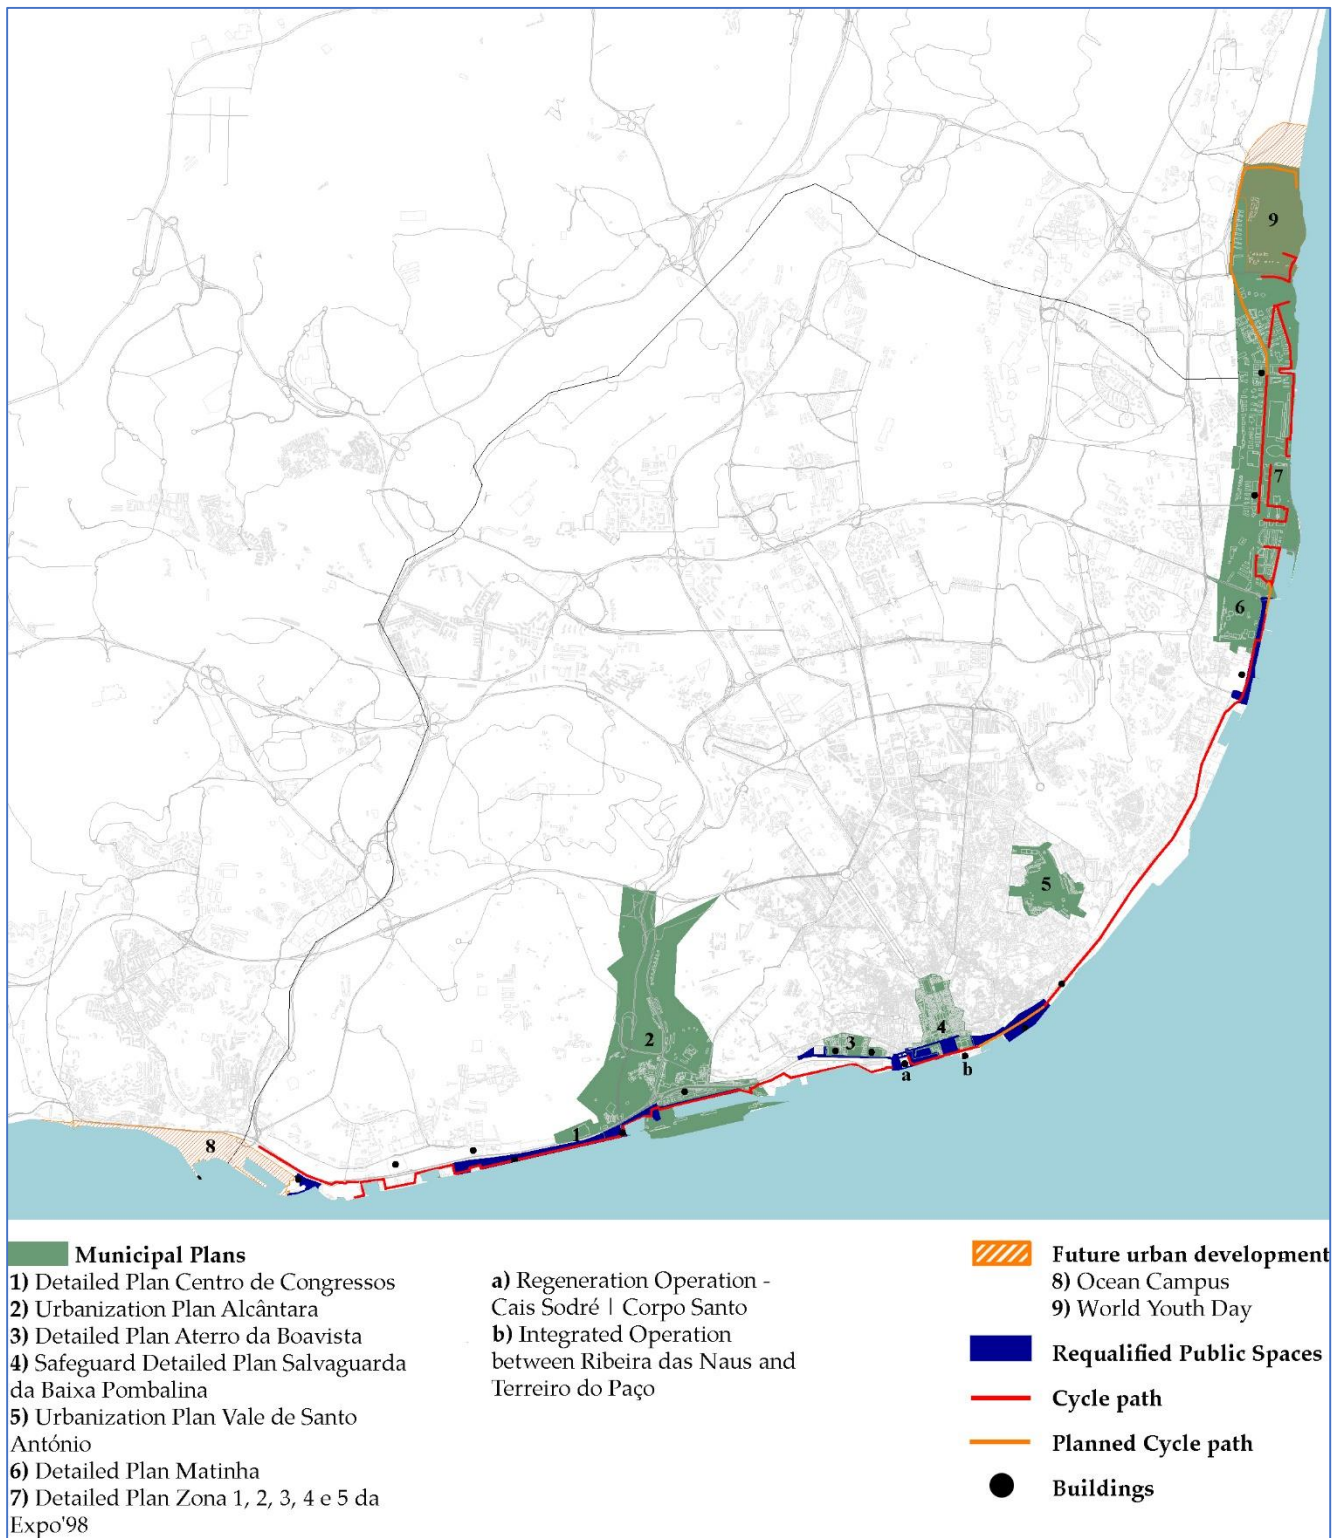 9
7
6
5
4
3
2
a
b
1
8
Municipal Plans
1) Detailed Plan Centro de Congressos
2) Urbanization Plan Alcântara
3) Detailed Plan Aterro da Boavista
4) Safeguard Detailed Plan Salvaguarda
da Baixa Pombalina
5) Urbanization Plan Vale de Santo
António
6) Detailed Plan Matinha
7) Detailed Plan Zona 1, 2, 3, 4 e 5 da
Expo'98
a) Regeneration Operation -
Cais Sodré | Corpo Santo
b) Integrated Operation
between Ribeira das Naus and
Terreiro do Paço
Future urban development
8) Ocean Campus
9) World Youth Day
Requalified Public Spaces
Cycle path
Planned Cycle path
Buildings